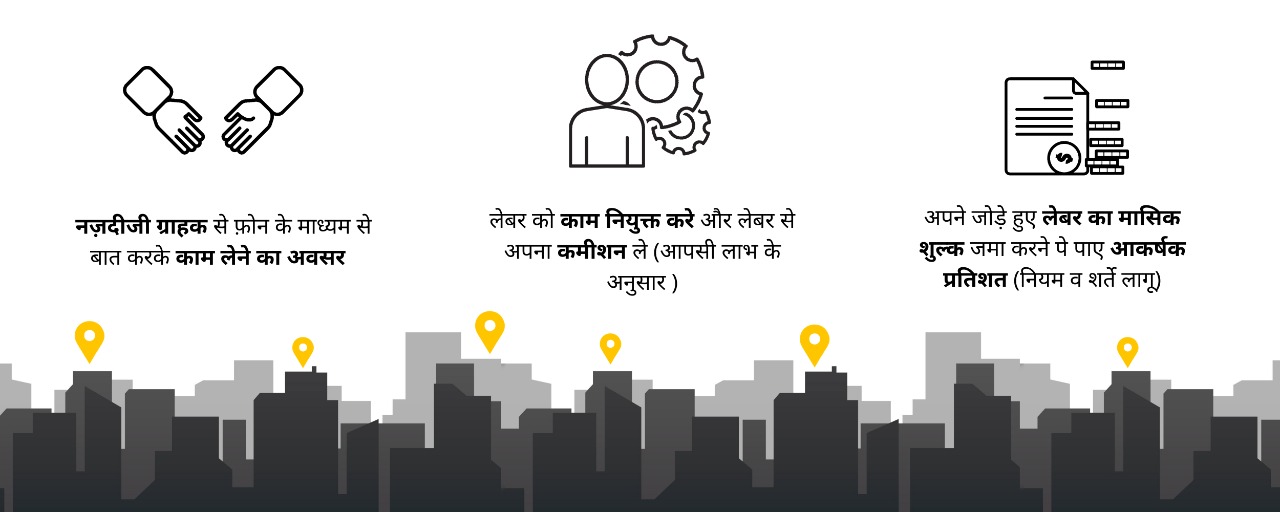 नज़दीजी ग्राहक से फ़ोन के माध्यम से
बात करके काम लेने का अवसर
लेबर को काम नियुक्त करे और लेबर से
अपना कमीशन ले (आपसी लाभ के
अनुसार )
अपने जोड़े हुए लेबर का मासिक
शुल्क जमा करने पे पाए आकर्षक
प्रतिशत (नियम व शर्ते लागू)